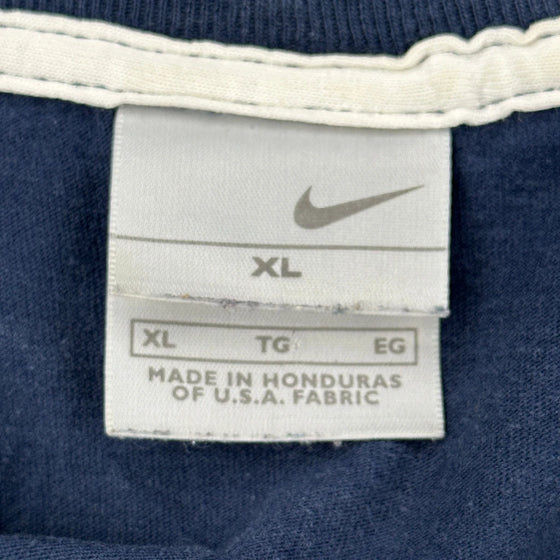 XL
XL TG EG
MADE IN HONDURAS
OF U.S.A. FABRIC